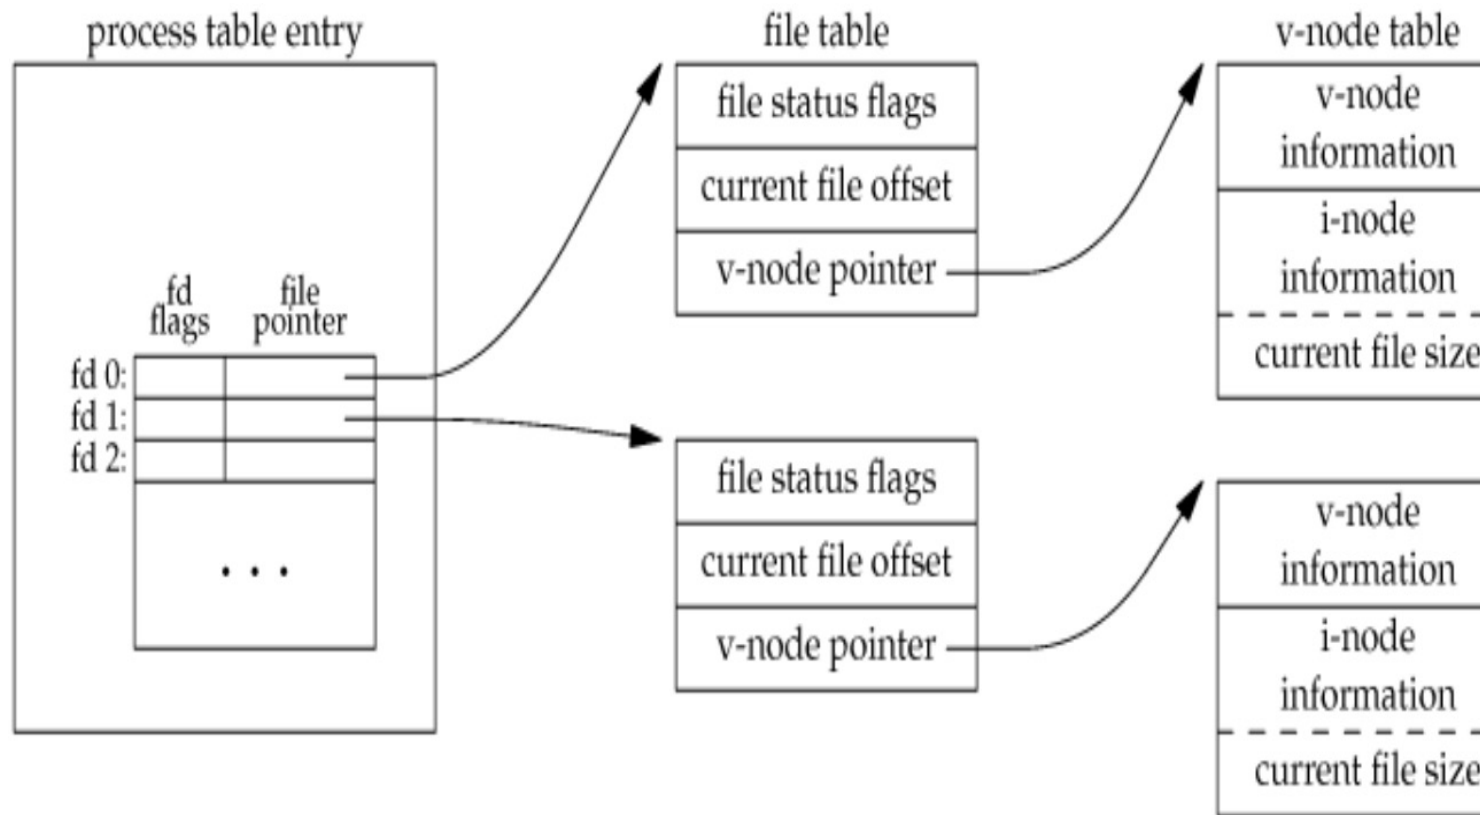 process table entry
file table
v-node table
fd
flags
file
pointer
fd 0:
fd 1:
fd 2:
. . .
file status flags
current file offset
v-node pointer
file status flags
current file offset
v-node pointer
v-node
information
i-node
information
current file size
v-node
information
i-node
information
current file size